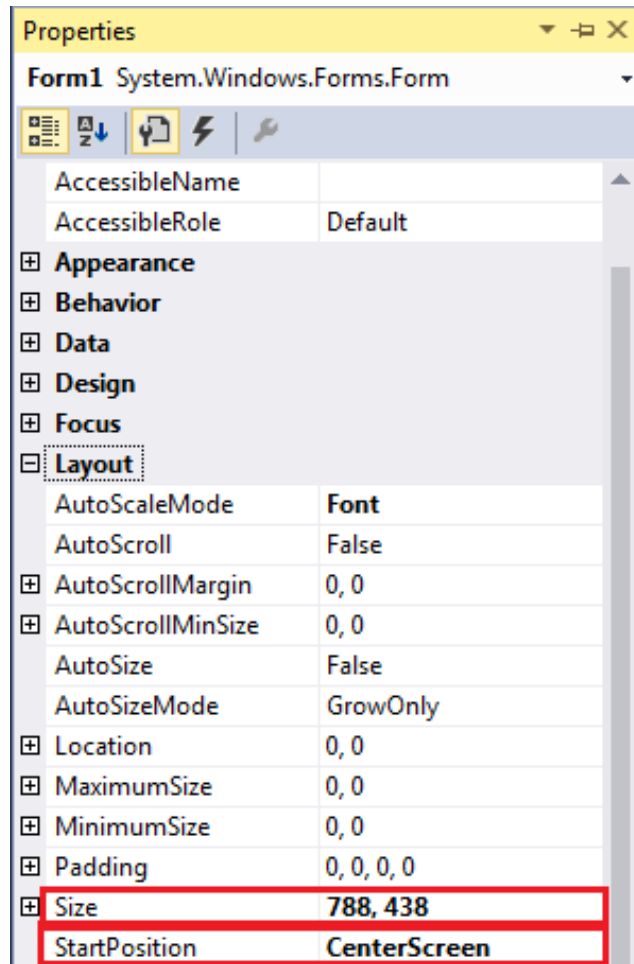 Properties
Form1 System.Windows.Forms.Form
AccessibleName
AccessibleRole Default
Appearance
Behavior
Data
Design
Focus
Layout
AutoScaleMode Font
AutoScroll False
AutoScrollMargin 0, 0
AutoScrollMinSize 0, 0
AutoSize False
AutoSizeMode GrowOnly
Location 0, 0
MaximumSize 0, 0
MinimumSize 0, 0
Padding 0, 0, 0, 0
Size 788, 438
StartPosition CenterScreen